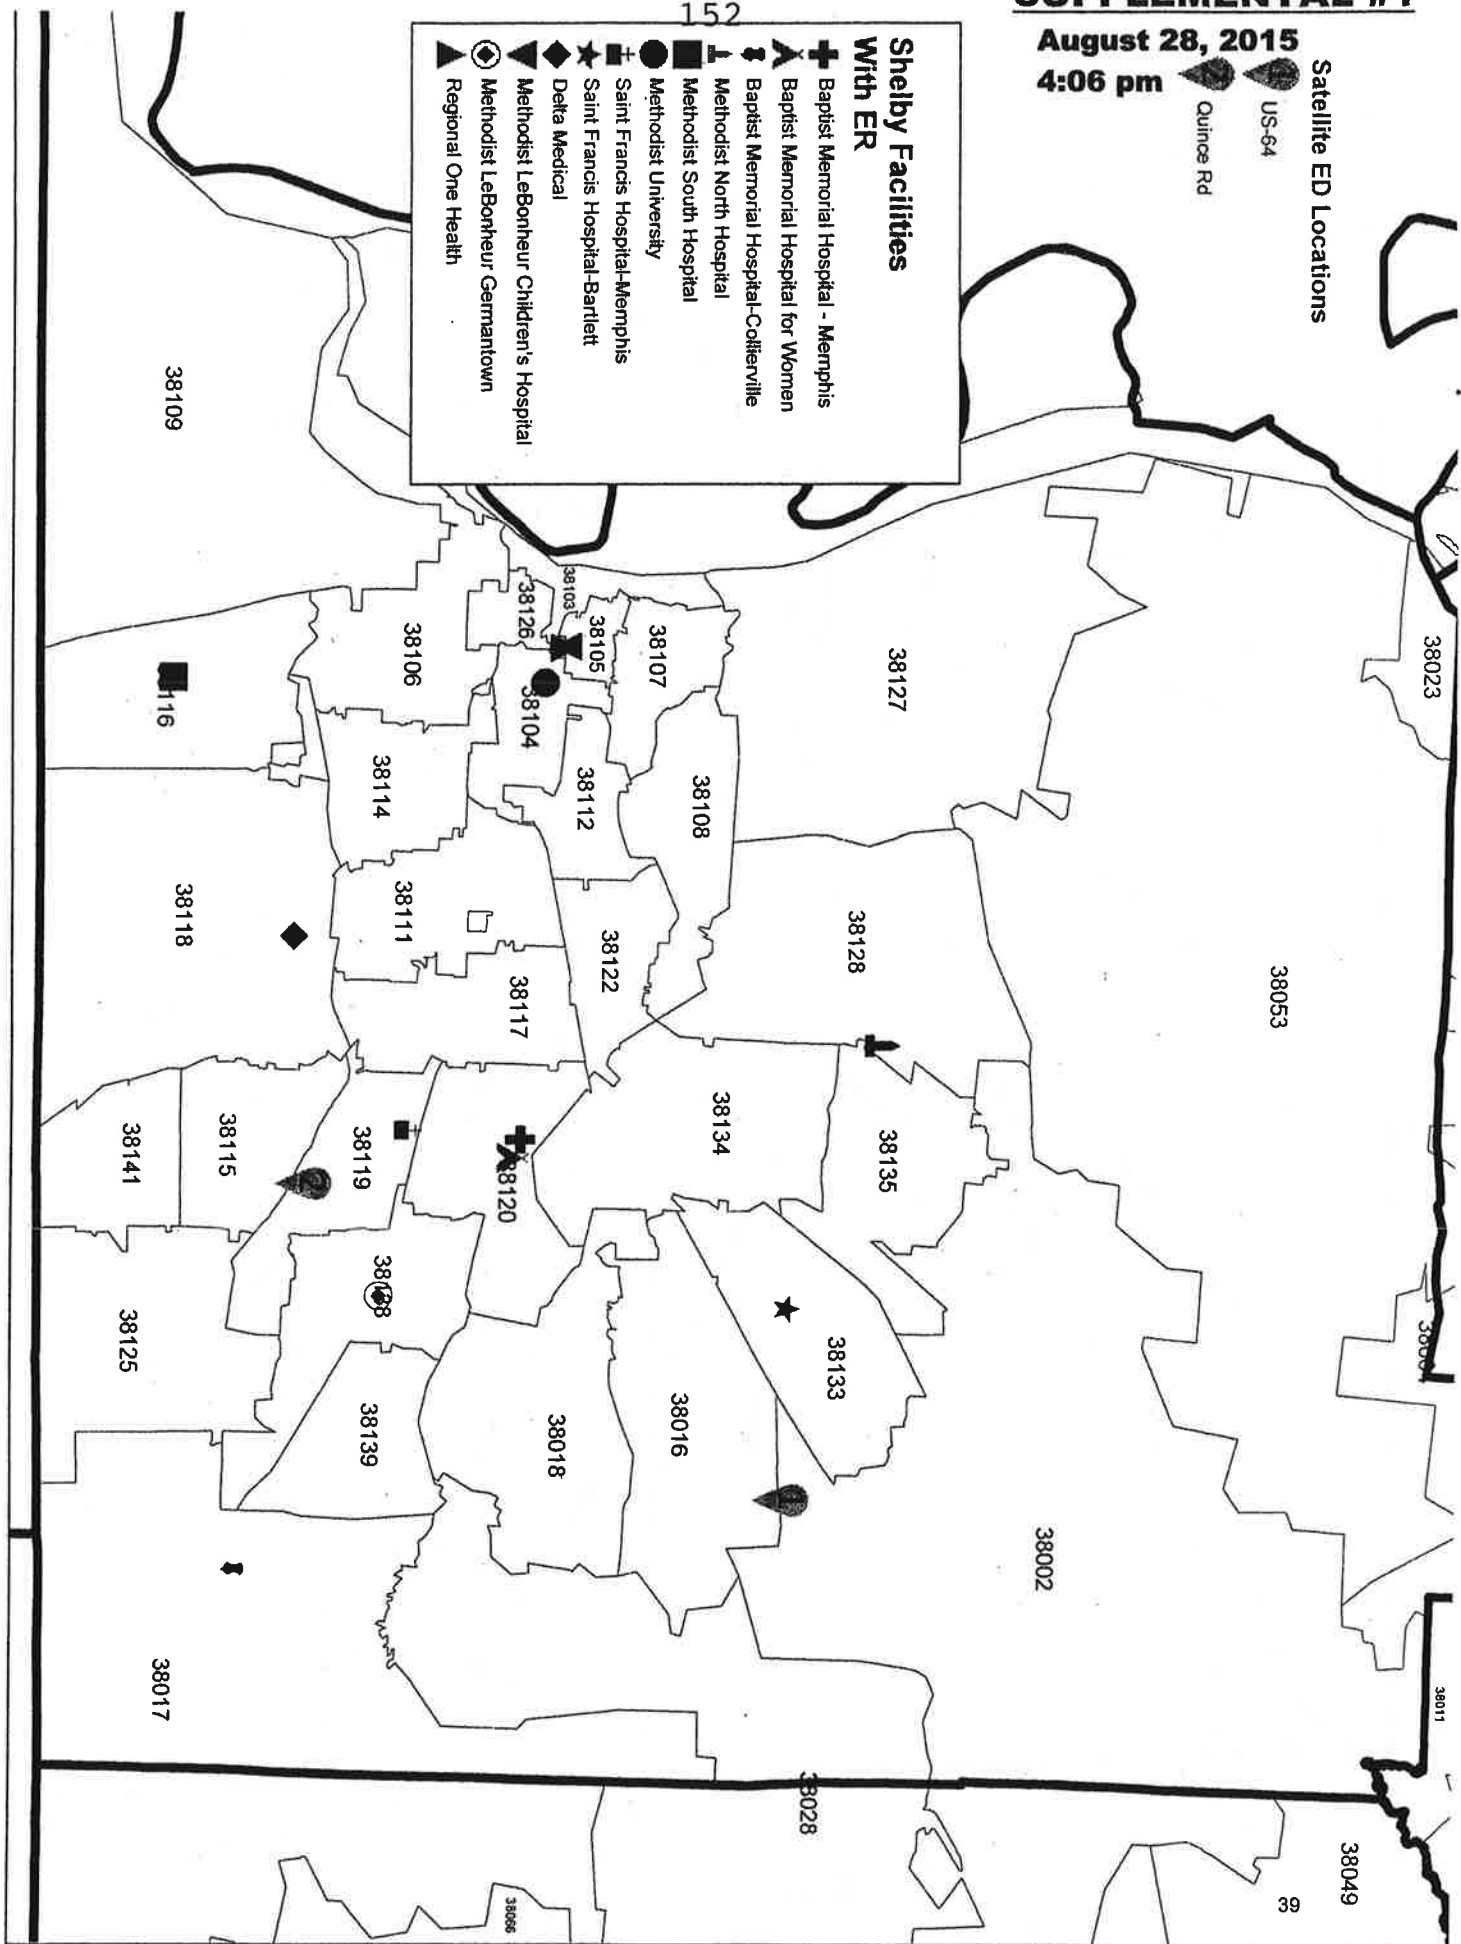 152
August 28, 2015
4:06 pm
Satellite ED Locations
US-64
Quince Rd
Shelby Facilities
With ER
Baptist Memorial Hospital - Memphis
Baptist Memorial Hospital for Women
Baptist Memorial Hospital-Collierville
Methodist North Hospital
Methodist South Hospital
Methodist University
Saint Francis Hospital-Memphis
Saint Francis Hospital-Bartlett
Delta Medical
Methodist LeBonheur Children's Hospital
Methodist LeBonheur Germantown
Regional One Health
38023
38053
38127
38109
38103
38126
38105
38107
38106
38104
116
38114
38112
38108
38118
38111
38122
38128
38117
38134
38135
38141
38115
38119
38120
38125
38139
38018
38016
38133
38002
38017
38011
38028
38049
39
38066